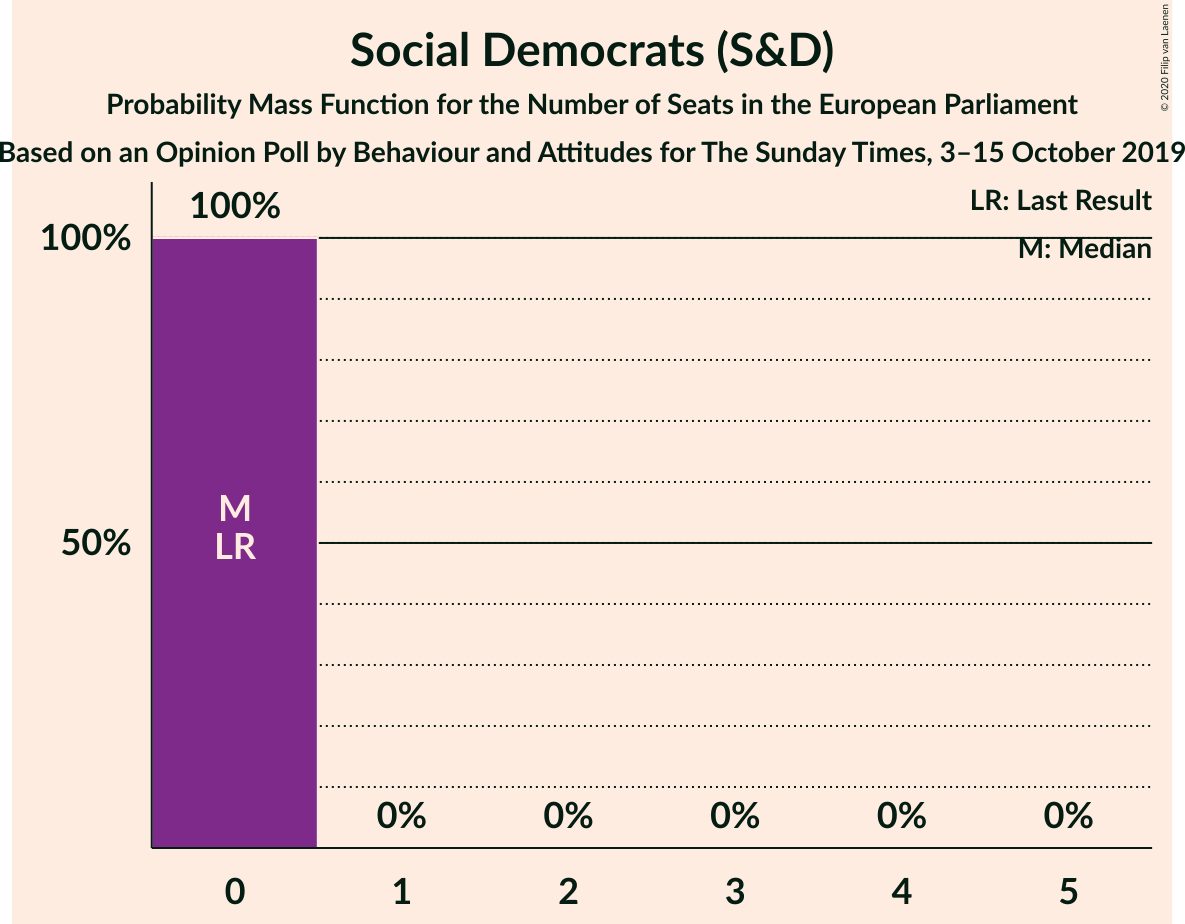 Social Democrats (S&D)
Probability Mass Function for the Number of Seats in the European Parliament
Based on an Opinion Poll by Behaviour and Attitudes for The Sunday Times, 3–15 October 2019
© 2020 Filip van Laenen
LR: Last Result
M: Median
100%
100%
50%
M
LR
0% 0% 0% 0% 0%
0 1 2 3 4 5